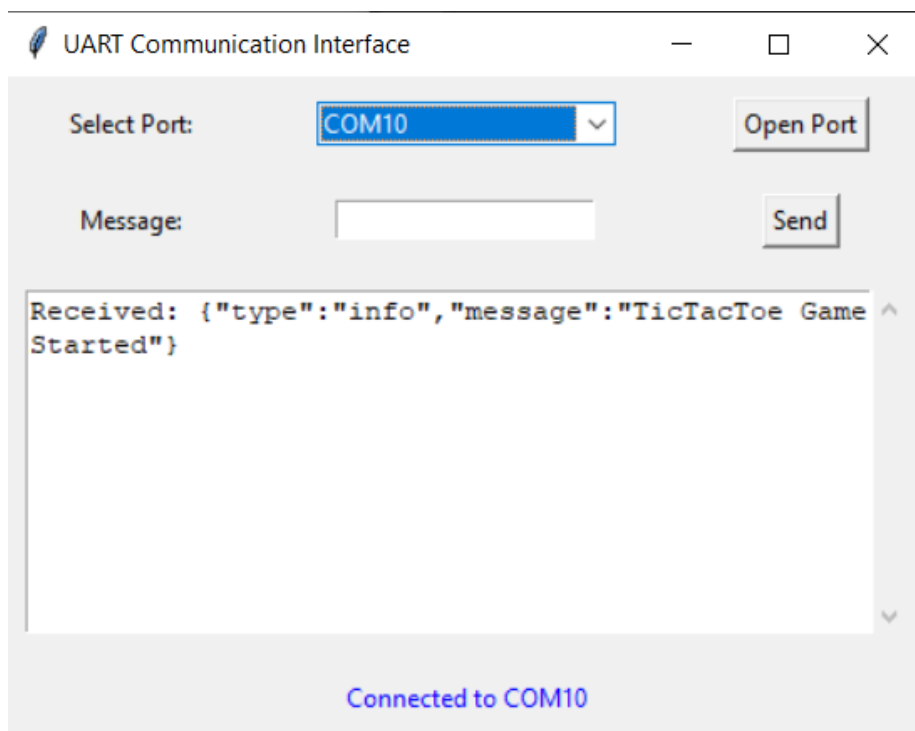 UART Communication Interface
Select Port: COM10 Open Port
Message: Send
Received: {"type":"info","message":"TicTacToe Game
Started"}
Connected to COM10